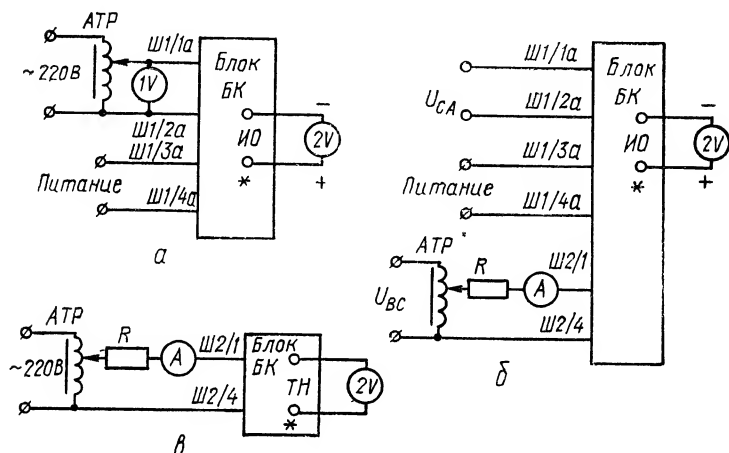 АТР
~220В
1V
Ш1/1а
Ш1/2а
Ш1/3а
Питание
Ш1/4а
Блок
БК
ИО
*
−
2V
+
а
U_CA
Ш1/1а
Ш1/2а
Ш1/3а
Питание
Ш1/4а
АТР
U_BC
R
A
Ш2/1
Ш2/4
Блок
БК
ИО
*
−
2V
+
б
АТР
~220В
R
A
Ш2/1
Ш2/4
Блок
БК
ТН
*
2V
в